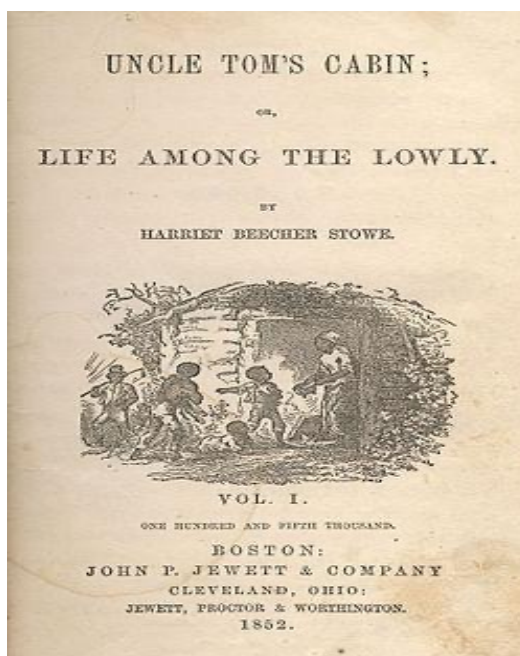 UNCLE TOM'S CABIN;
OR,
LIFE AMONG THE LOWLY.
BY
HARRIET BEECHER STOWE.
VOL. I.
ONE HUNDRED AND FIFTH THOUSAND.
BOSTON:
JOHN P. JEWETT & COMPANY
CLEVELAND, OHIO:
JEWETT, PROCTOR & WORTHINGTON.
1852.